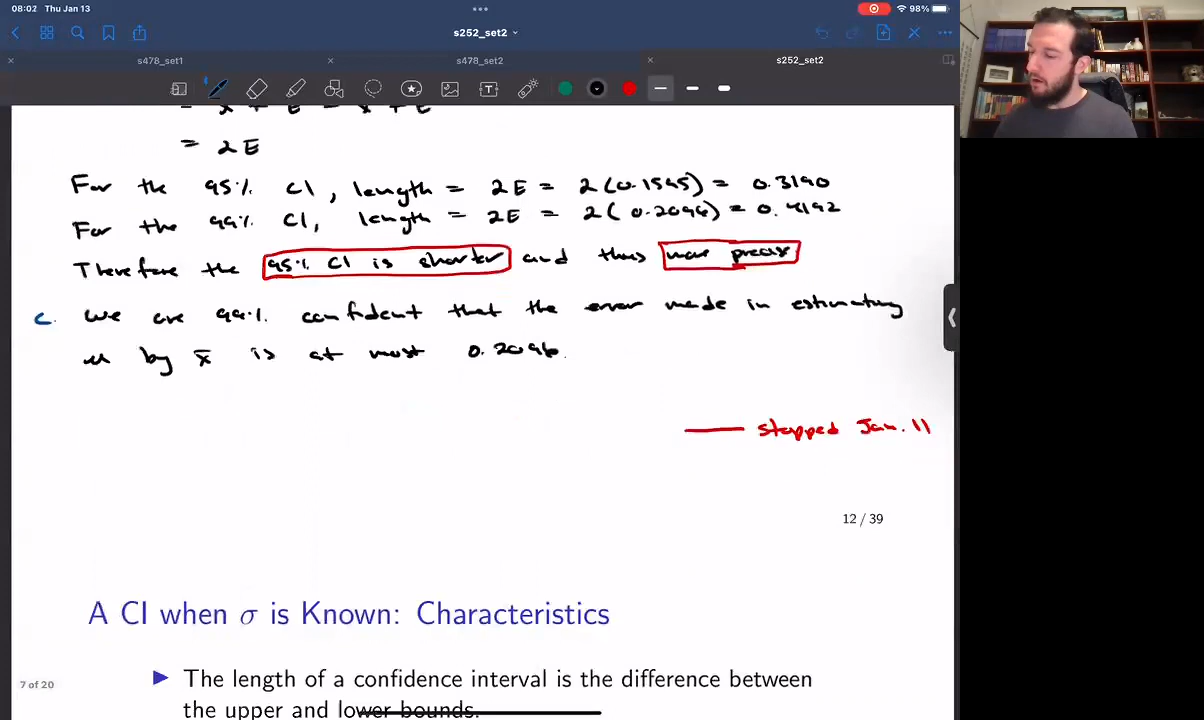 08:02 Thu Jan 13
98%
s252_set2
s478_set1
s478_set2
s252_set2
= x̄ + E - x̄ + E
= 2E
For the 95% CI, length = 2E = 2(0.1595) = 0.3190
For the 99% CI, length = 2E = 2(0.2096) = 0.4192
Therefore the 95% CI is shorter and thus more precise
c. We are 99% confident that the error made in estimating
μ by x̄ is at most 0.2096.
stopped Jan. 11
12 / 39
A CI when σ is Known: Characteristics
The length of a confidence interval is the difference between
7 of 20
the upper and lower bounds.